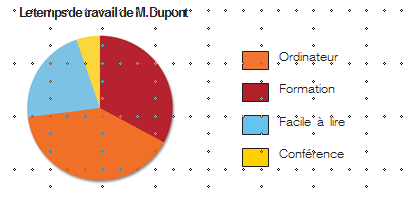 Le temps de travail de M. Dupont
Ordinateur
Formation
Facile à lire
Conférence